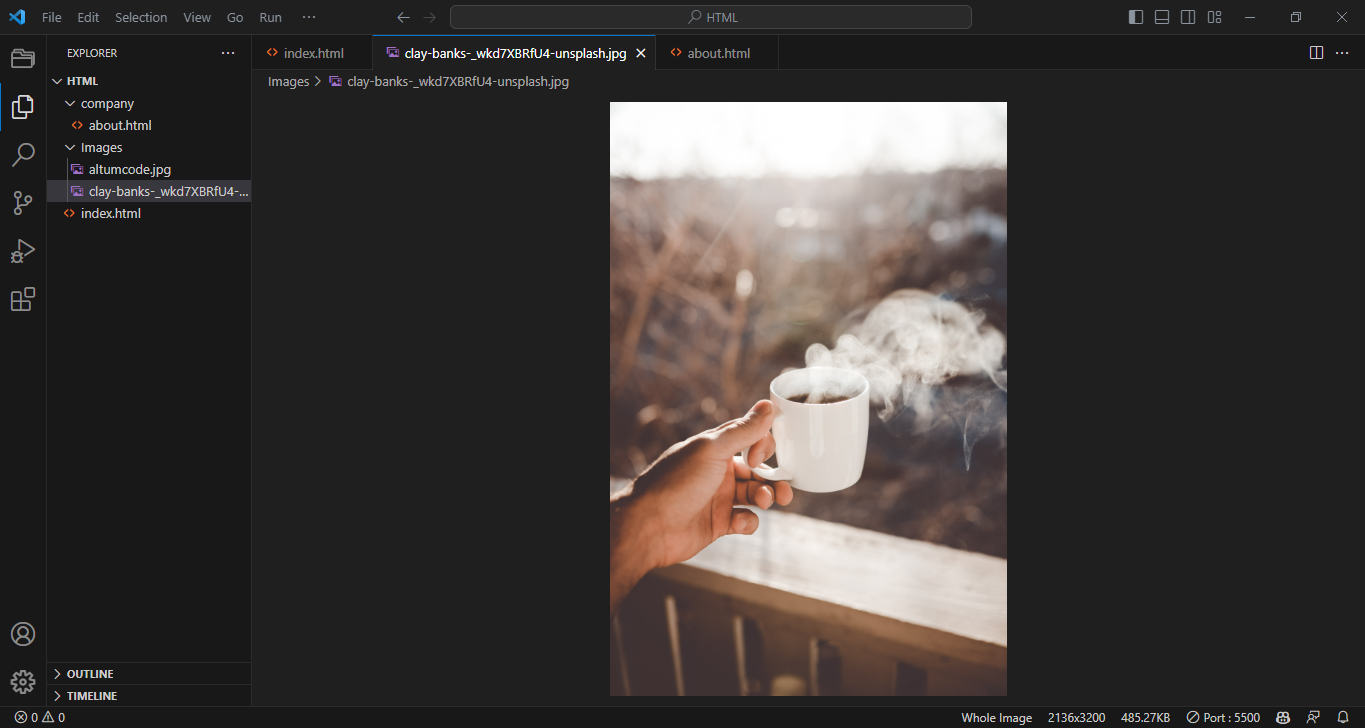 File Edit Selection View Go Run ···
HTML
EXPLORER ···
HTML
company
about.html
Images
altumcode.jpg
clay-banks-_wkd7XBRfU4-...
index.html
OUTLINE
TIMELINE
index.html clay-banks-_wkd7XBRfU4-unsplash.jpg about.html
Images > clay-banks-_wkd7XBRfU4-unsplash.jpg
0 0 Whole Image 2136x3200 485.27KB Port : 5500